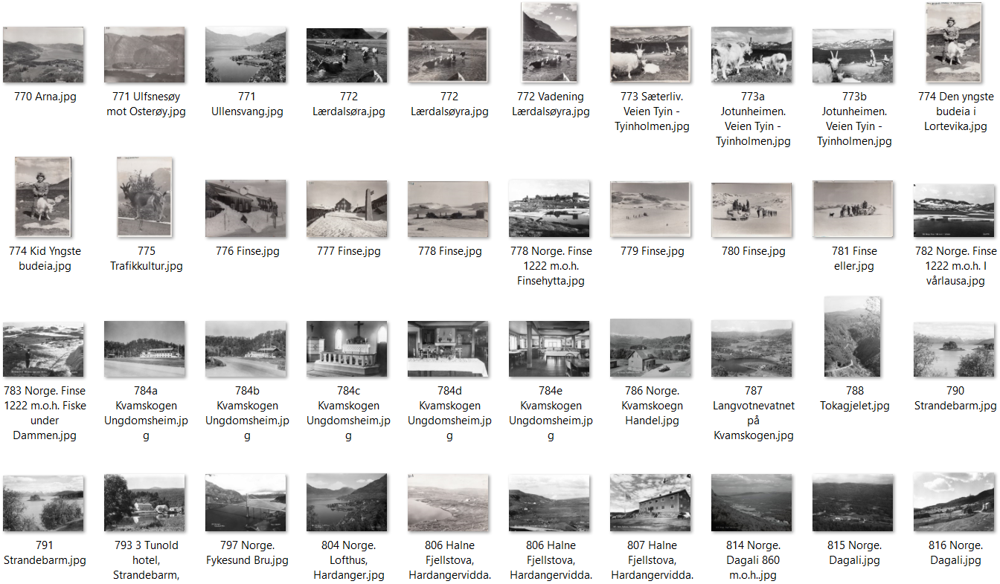 770 Arna.jpg
771 Ulfsnesøy
mot Osterøy.jpg
771
Ullensvang.jpg
772
Lærdalsøra.jpg
772
Lærdalsøyra.jpg
772 Vadening
Lærdalsøyra.jpg
773 Sæterliv.
Veien Tyin -
Tyinholmen.jpg
773a
Jotunheimen.
Veien Tyin -
Tyinholmen.jpg
773b
Jotunheimen.
Veien Tyin -
Tyinholmen.jpg
774 Den yngste
budeia i
Lortevika.jpg
774 Kid Yngste
budeia.jpg
775
Trafikkultur.jpg
776 Finse.jpg
777 Finse.jpg
778 Finse.jpg
778 Norge. Finse
1222 m.o.h.
Finsehytta.jpg
779 Finse.jpg
780 Finse.jpg
781 Finse
eller.jpg
782 Norge. Finse
1222 m.o.h. I
vårlausa.jpg
783 Norge. Finse
1222 m.o.h. Fiske
under
Dammen.jpg
784a
Kvamskogen
Ungdomsheim.jp
g
784b
Kvamskogen
Ungdomsheim.jp
g
784c
Kvamskogen
Ungdomsheim.jp
g
784d
Kvamskogen
Ungdomsheim.jp
g
784e
Kvamskogen
Ungdomsheim.jp
g
786 Norge.
Kvamskoegn
Handel.jpg
787
Langvotnevatnet
på
Kvamskogen.jpg
788
Tokagjelet.jpg
790
Strandebarm.jpg
791
Strandebarm.jpg
793 3 Tunold
hotel,
Strandebarm,
797 Norge.
Fykesund Bru.jpg
804 Norge.
Lofthus,
Hardanger.jpg
806 Halne
Fjellstova,
Hardangervidda.
806 Halne
Fjellstova,
Hardangervidda.
807 Halne
Fjellstova,
Hardangervidda.
814 Norge.
Dagali 860
m.o.h..jpg
815 Norge.
Dagali.jpg
816 Norge.
Dagali.jpg